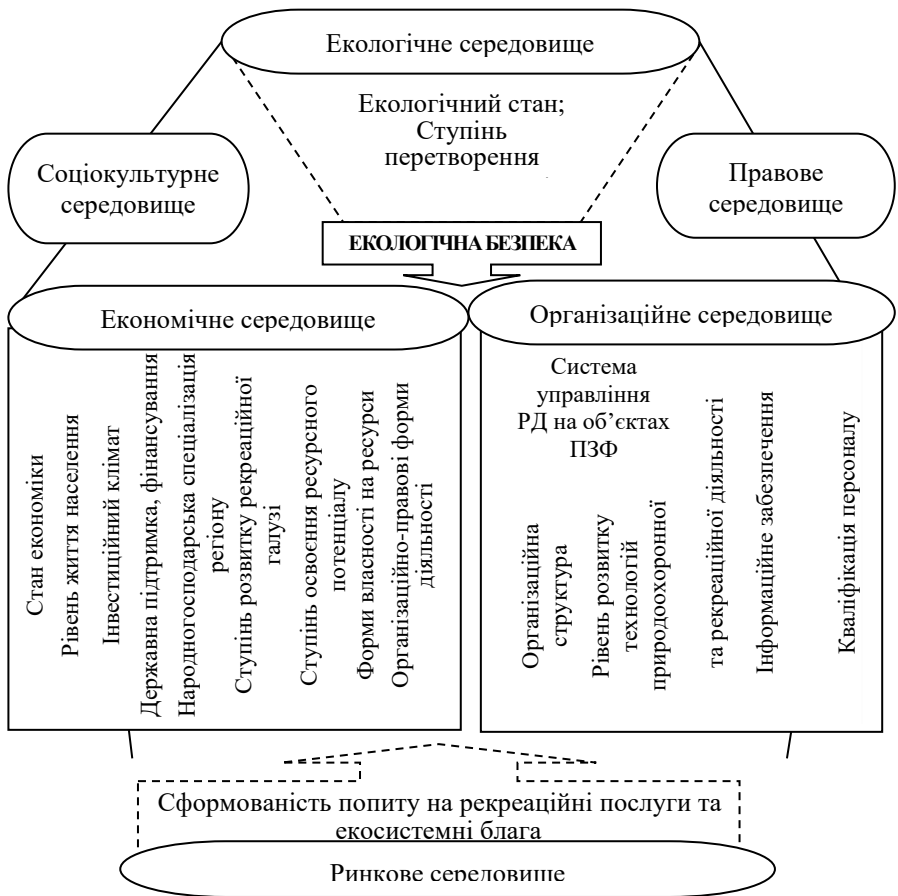 Екологічне середовище
Екологічний стан;
Ступінь
перетворення
Соціокультурне
середовище
Правове
середовище
ЕКОЛОГІЧНА БЕЗПЕКА
Економічне середовище
Організаційне середовище
Стан економіки
Рівень життя населення
Інвестиційний клімат
Державна підтримка, фінансування
Народногосподарська спеціалізація
регіону
Ступінь розвитку рекреаційної
галузі
Ступінь освоєння ресурсного
потенціалу
Форми власності на ресурси
Організаційно-правові форми
діяльності
Система
управління
РД на об’єктах
ПЗФ
Організаційна
структура
Рівень розвитку
технологій
природоохоронної
та рекреаційної діяльності
Інформаційне забезпечення
Кваліфікація персоналу
Сформованість попиту на рекреаційні послуги та
екосистемні блага
Ринкове середовище